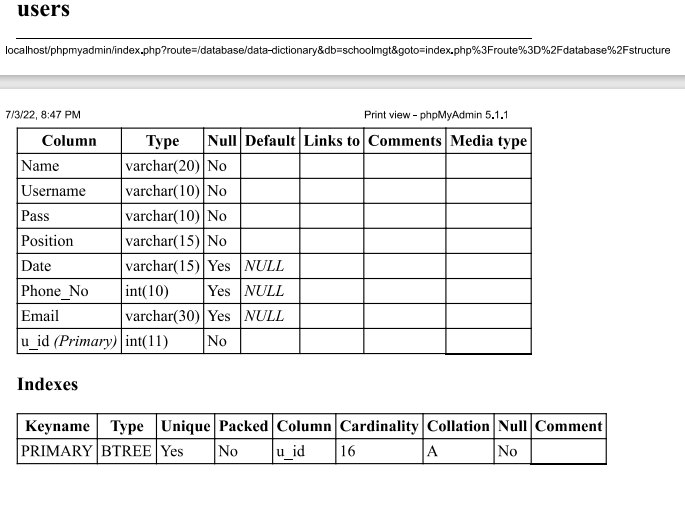 users
localhost/phpmyadmin/index.php?route=/database/data-dictionary&db=schoolmgt&goto=index.php%3Froute%3D%2Fdatabase%2Fstructure
7/3/22, 8:47 PM Print view - phpMyAdmin 5.1.1
Column Type Null Default Links to Comments Media type
Name varchar(20) No
Username varchar(10) No
Pass varchar(10) No
Position varchar(15) No
Date varchar(15) Yes NULL
Phone_No int(10) Yes NULL
Email varchar(30) Yes NULL
u_id (Primary) int(11) No
Indexes
Keyname Type Unique Packed Column Cardinality Collation Null Comment
PRIMARY BTREE Yes No u_id 16 A No